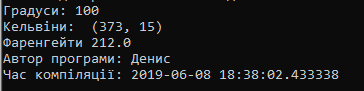 Градуси: 100
Кельвіни:  (373, 15)
Фаренгейти 212.0
Автор програми: Денис
Час компіляції: 2019-06-08 18:38:02.433338